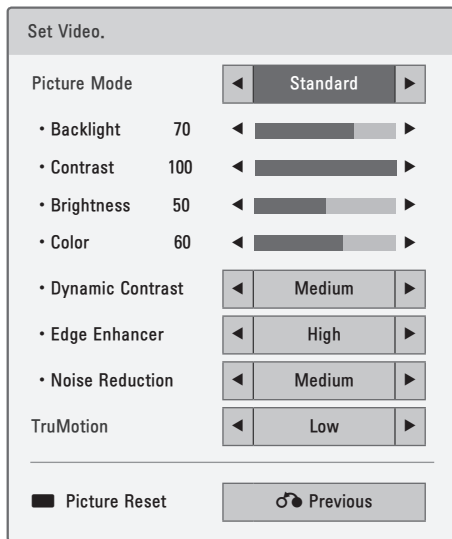 Set Video.
Picture Mode ◄ Standard ►
• Backlight 70 ◄ ►
• Contrast 100 ◄ ►
• Brightness 50 ◄ ►
• Color 60 ◄ ►
• Dynamic Contrast ◄ Medium ►
• Edge Enhancer ◄ High ►
• Noise Reduction ◄ Medium ►
TruMotion ◄ Low ►
Picture Reset Previous